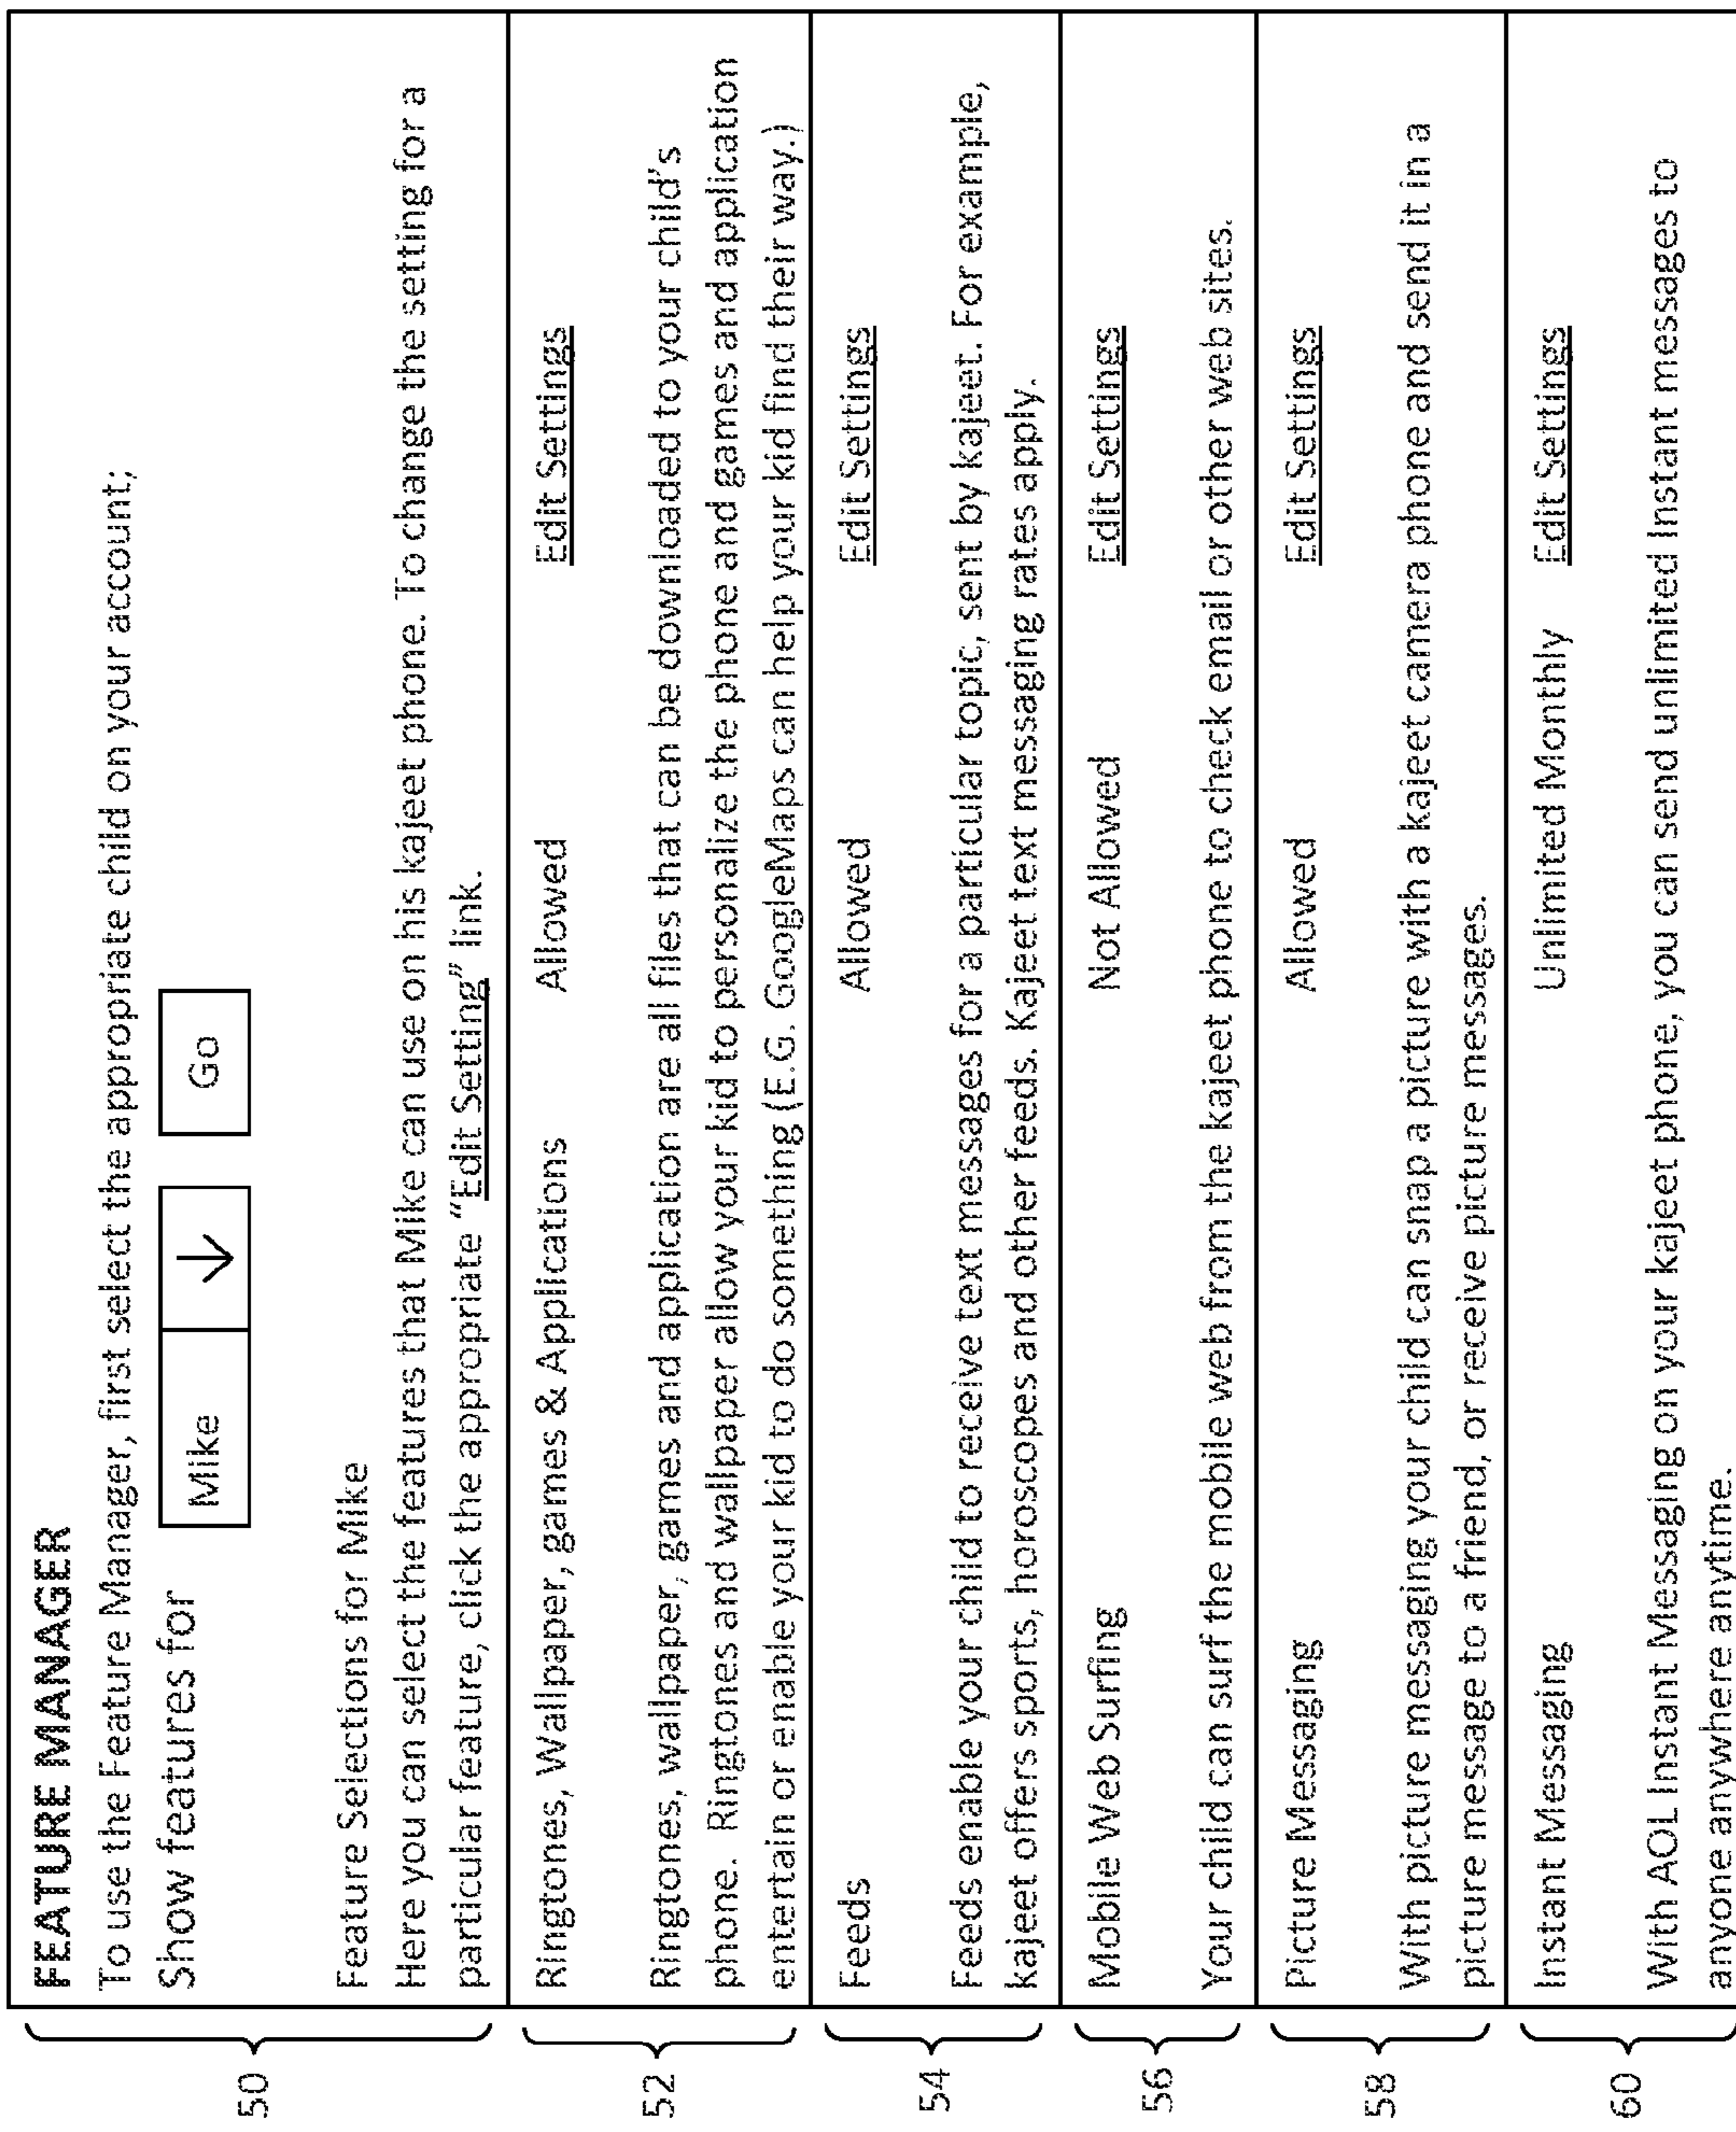 FEATURE MANAGER
To use the Feature Manager, first select the appropriate child on your account;
Show features for Mike ↓ Go
Feature Selections for Mike
Here you can select the features that Mike can use on his kajeet phone. To change the setting for a
particular feature, click the appropriate “Edit Setting” link.
50
Ringtones, Wallpaper, games & Applications Allowed Edit Settings
Ringtones, wallpaper, games and application are all files that can be downloaded to your child's
phone. Ringtones and wallpaper allow your kid to personalize the phone and games and application
entertain or enable your kid to do something (E.G. GoogleMaps can help your kid find their way.)
52
Feeds Allowed Edit Settings
Feeds enable your child to receive text messages for a particular topic, sent by kajeet. For example,
kajeet offers sports, horoscopes and other feeds. Kajeet text messaging rates apply.
54
Mobile Web Surfing Not Allowed Edit Settings
Your child can surf the mobile web from the kajeet phone to check email or other web sites.
56
Picture Messaging Allowed Edit Settings
With picture messaging your child can snap a picture with a kajeet camera phone and send it in a
picture message to a friend, or receive picture messages.
58
Instant Messaging Unlimited Monthly Edit Settings
With AOL Instant Messaging on your kajeet phone, you can send unlimited Instant messages to
anyone anywhere anytime.
60